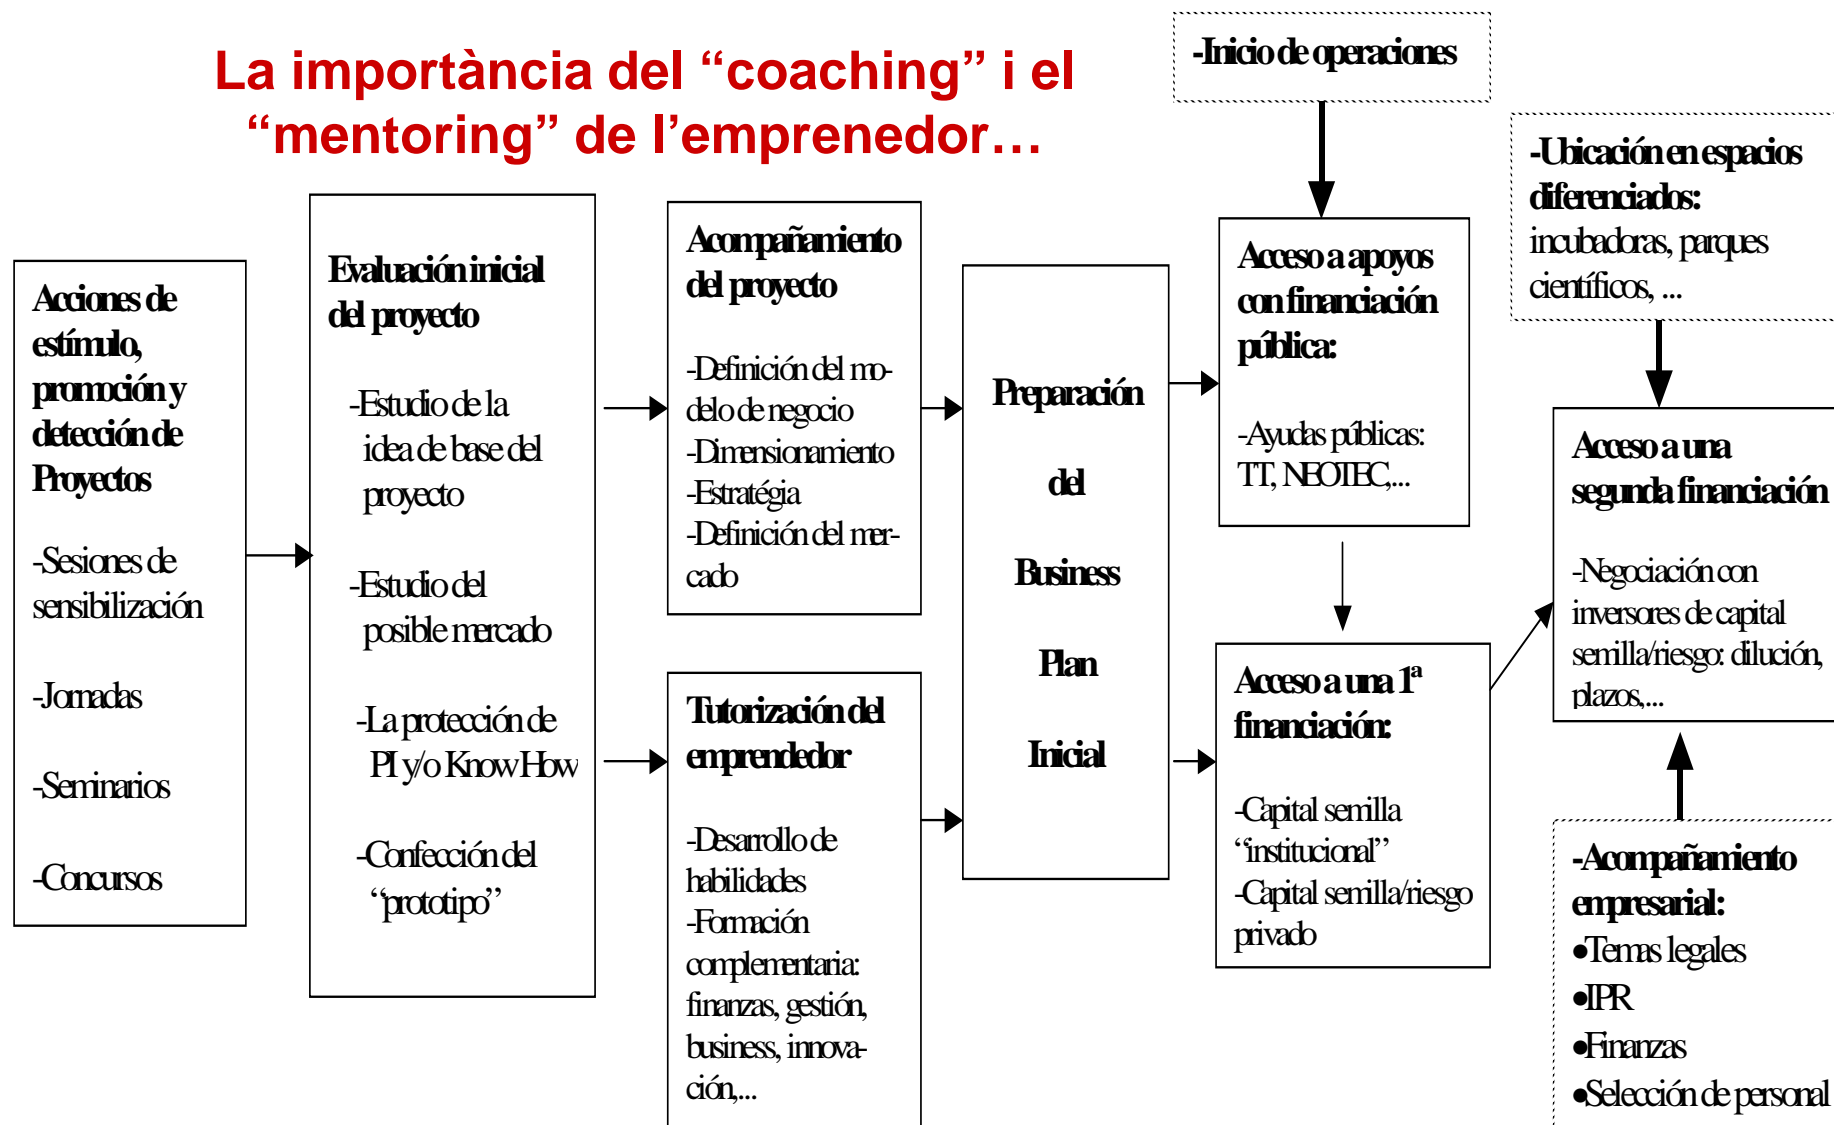 La importància del “coaching” i el
“mentoring” de l’emprenedor…
Acciones de
estímulo,
promoción y
detección de
Proyectos
-Sesiones de
sensibilización
-Jornadas
-Seminarios
-Concursos
Evaluación inicial
del proyecto
-Estudio de la
idea de base del
proyecto
-Estudio del
posible mercado
-La protección de
PI y/o Know How
-Confección del
“prototipo”
Acompañamiento
del proyecto
-Definición del mo-
delo de negocio
-Dimensionamiento
-Estratégia
-Definición del mer-
cado
Tutorización del
emprendedor
-Desarrollo de
habilidades
-Formación
complementaria:
finanzas, gestión,
business, innova-
ción,...
Preparación
del
Business
Plan
Inicial
-Inicio de operaciones
Acceso a apoyos
con financiación
pública:
-Ayudas públicas:
TT, NEOTEC,...
Acceso a una 1ª
financiación:
-Capital semilla
“institucional”
-Capital semilla/riesgo
privado
-Ubicación en espacios
diferenciados:
incubadoras, parques
científicos, ...
Acceso a una
segunda financiación
-Negociación con
inversores de capital
semilla/riesgo: dilución,
plazos,...
-Acompañamiento
empresarial:
•Temas legales
•IPR
•Finanzas
•Selección de personal